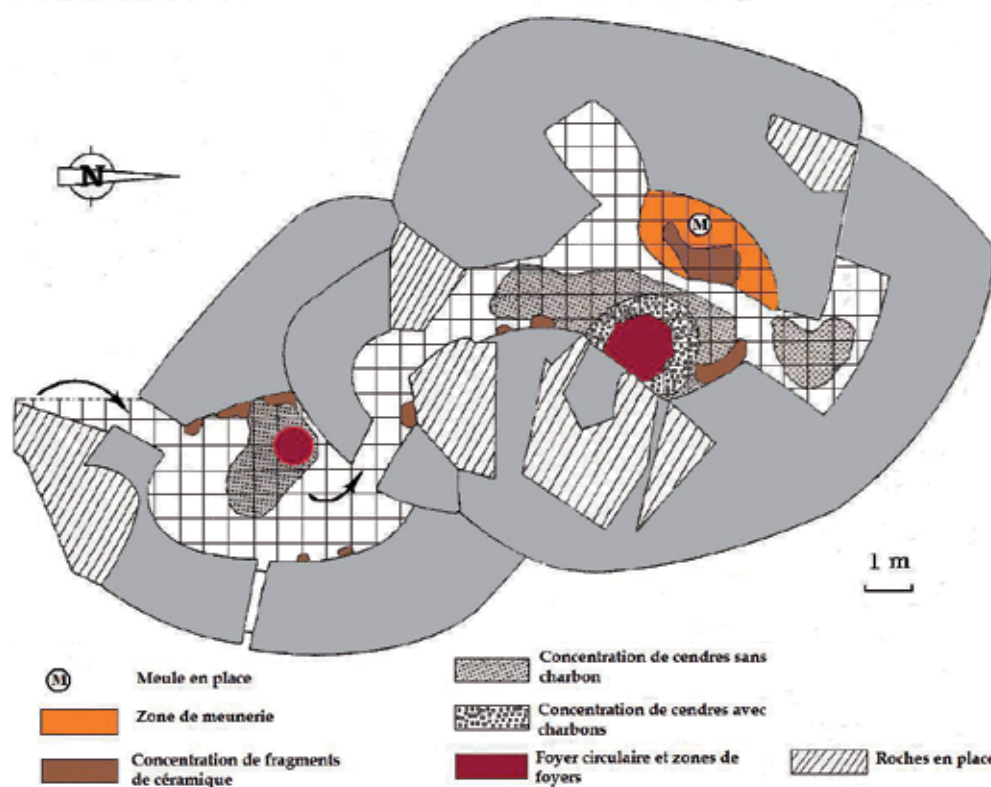 N
M
1 m
M Meule en place
Zone de meunerie
Concentration de fragments
de céramique
Concentration de cendres sans
charbon
Concentration de cendres avec
charbons
Foyer circulaire et zones de
foyers
Roches en place